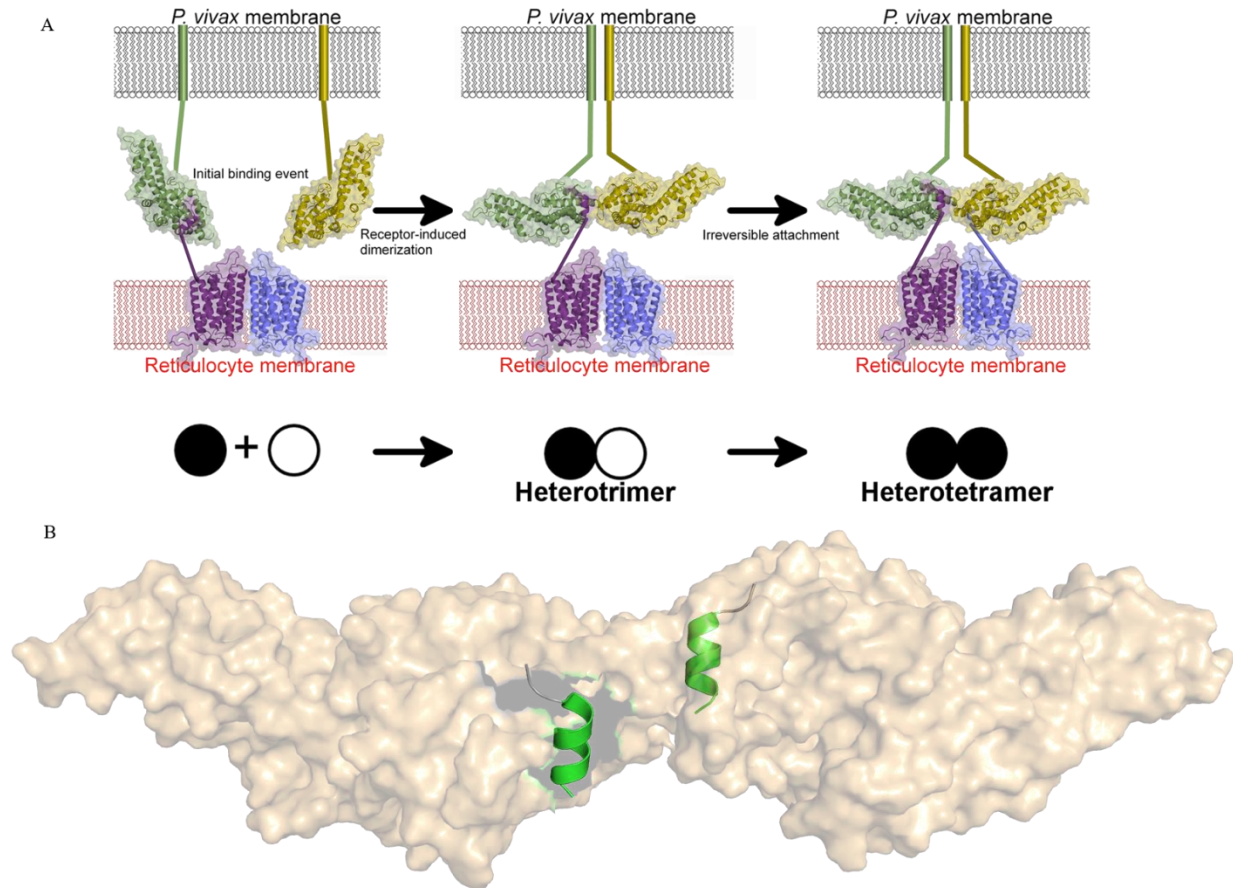 A
P. vivax membrane
P. vivax membrane
P. vivax membrane
Initial binding event
Receptor-induced
dimerization
Irreversible attachment
Reticulocyte membrane
Reticulocyte membrane
Reticulocyte membrane
+
Heterotrimer
Heterotetramer
B